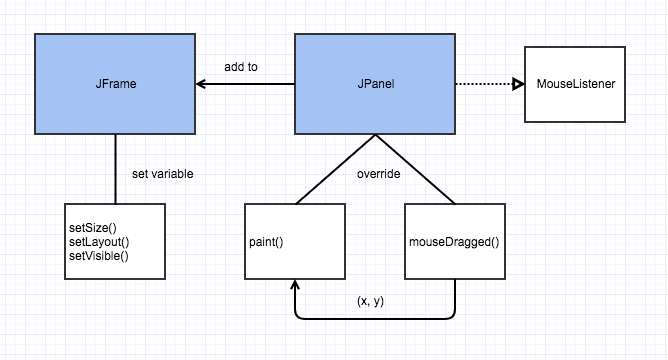 JFrame
add to
JPanel
MouseListener
set variable
override
setSize()
setLayout()
setVisible()
paint()
mouseDragged()
(x, y)